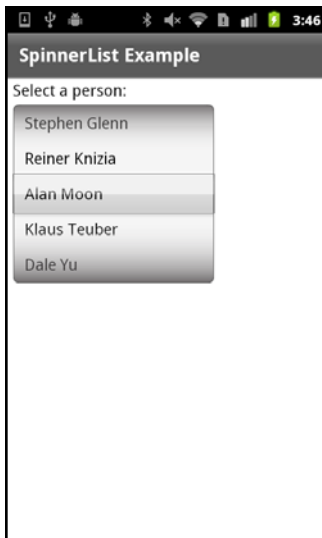 3:46
SpinnerList Example
Select a person:
Stephen Glenn
Reiner Knizia
Alan Moon
Klaus Teuber
Dale Yu